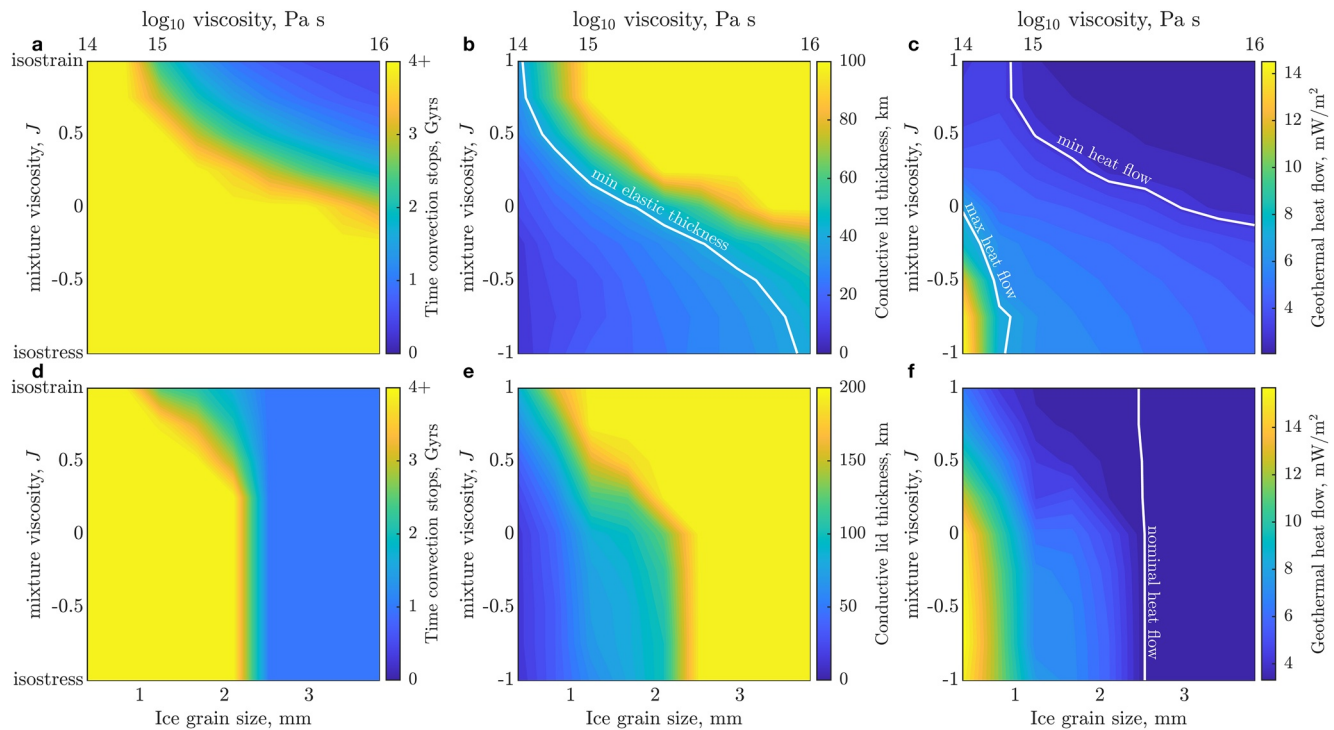 log10 viscosity, Pa s
log10 viscosity, Pa s
log10 viscosity, Pa s
a
14
15
16
b
14
15
16
c
14
15
16
isostrain
0.5
0
-0.5
isostress
mixture viscosity, J
4+
3
2
1
0
Time convection stops, Gyrs
1
0.5
0
-0.5
-1
mixture viscosity, J
min elastic thickness
100
80
60
40
20
0
Conductive lid thickness, km
1
0.5
0
-0.5
-1
mixture viscosity, J
min heat flow
max heat flow
14
12
10
8
6
4
Geothermal heat flow, mW/m²
d
isostrain
0.5
0
-0.5
isostress
mixture viscosity, J
1
2
3
Ice grain size, mm
4+
3
2
1
0
Time convection stops, Gyrs
e
1
0.5
0
-0.5
-1
mixture viscosity, J
1
2
3
Ice grain size, mm
200
150
100
50
0
Conductive lid thickness, km
f
1
0.5
0
-0.5
-1
mixture viscosity, J
nominal heat flow
1
2
3
Ice grain size, mm
14
12
10
8
6
4
Geothermal heat flow, mW/m²